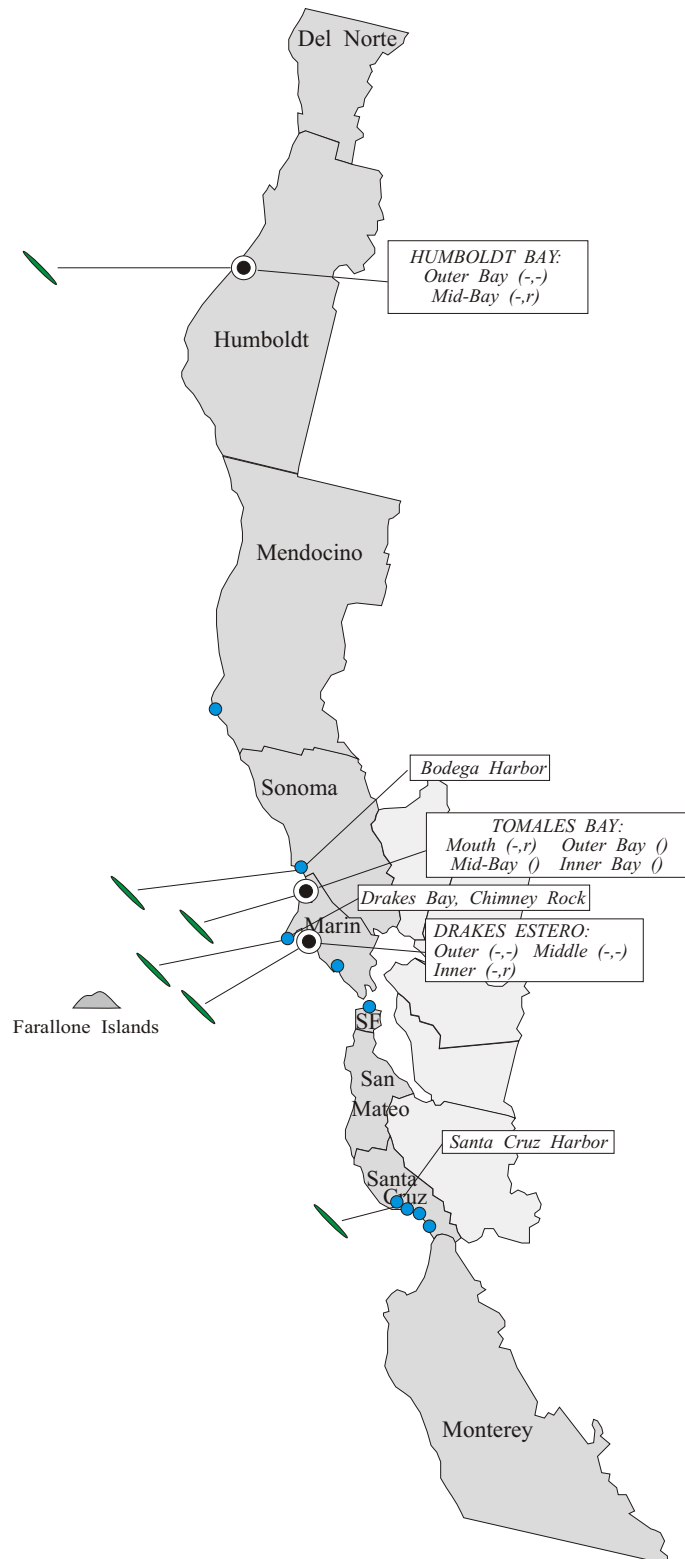 Del Norte
HUMBOLDT BAY:
Outer Bay (-,-)
Mid-Bay (-,r)
Humboldt
Mendocino
Bodega Harbor
Sonoma
TOMALES BAY:
Mouth (-,r) Outer Bay ()
Mid-Bay () Inner Bay ()
Drakes Bay, Chimney Rock
Marin
DRAKES ESTERO:
Outer (-,-) Middle (-,-)
Inner (-,r)
Farallone Islands
SF
San
Mateo
Santa Cruz Harbor
Santa
Cruz
Monterey